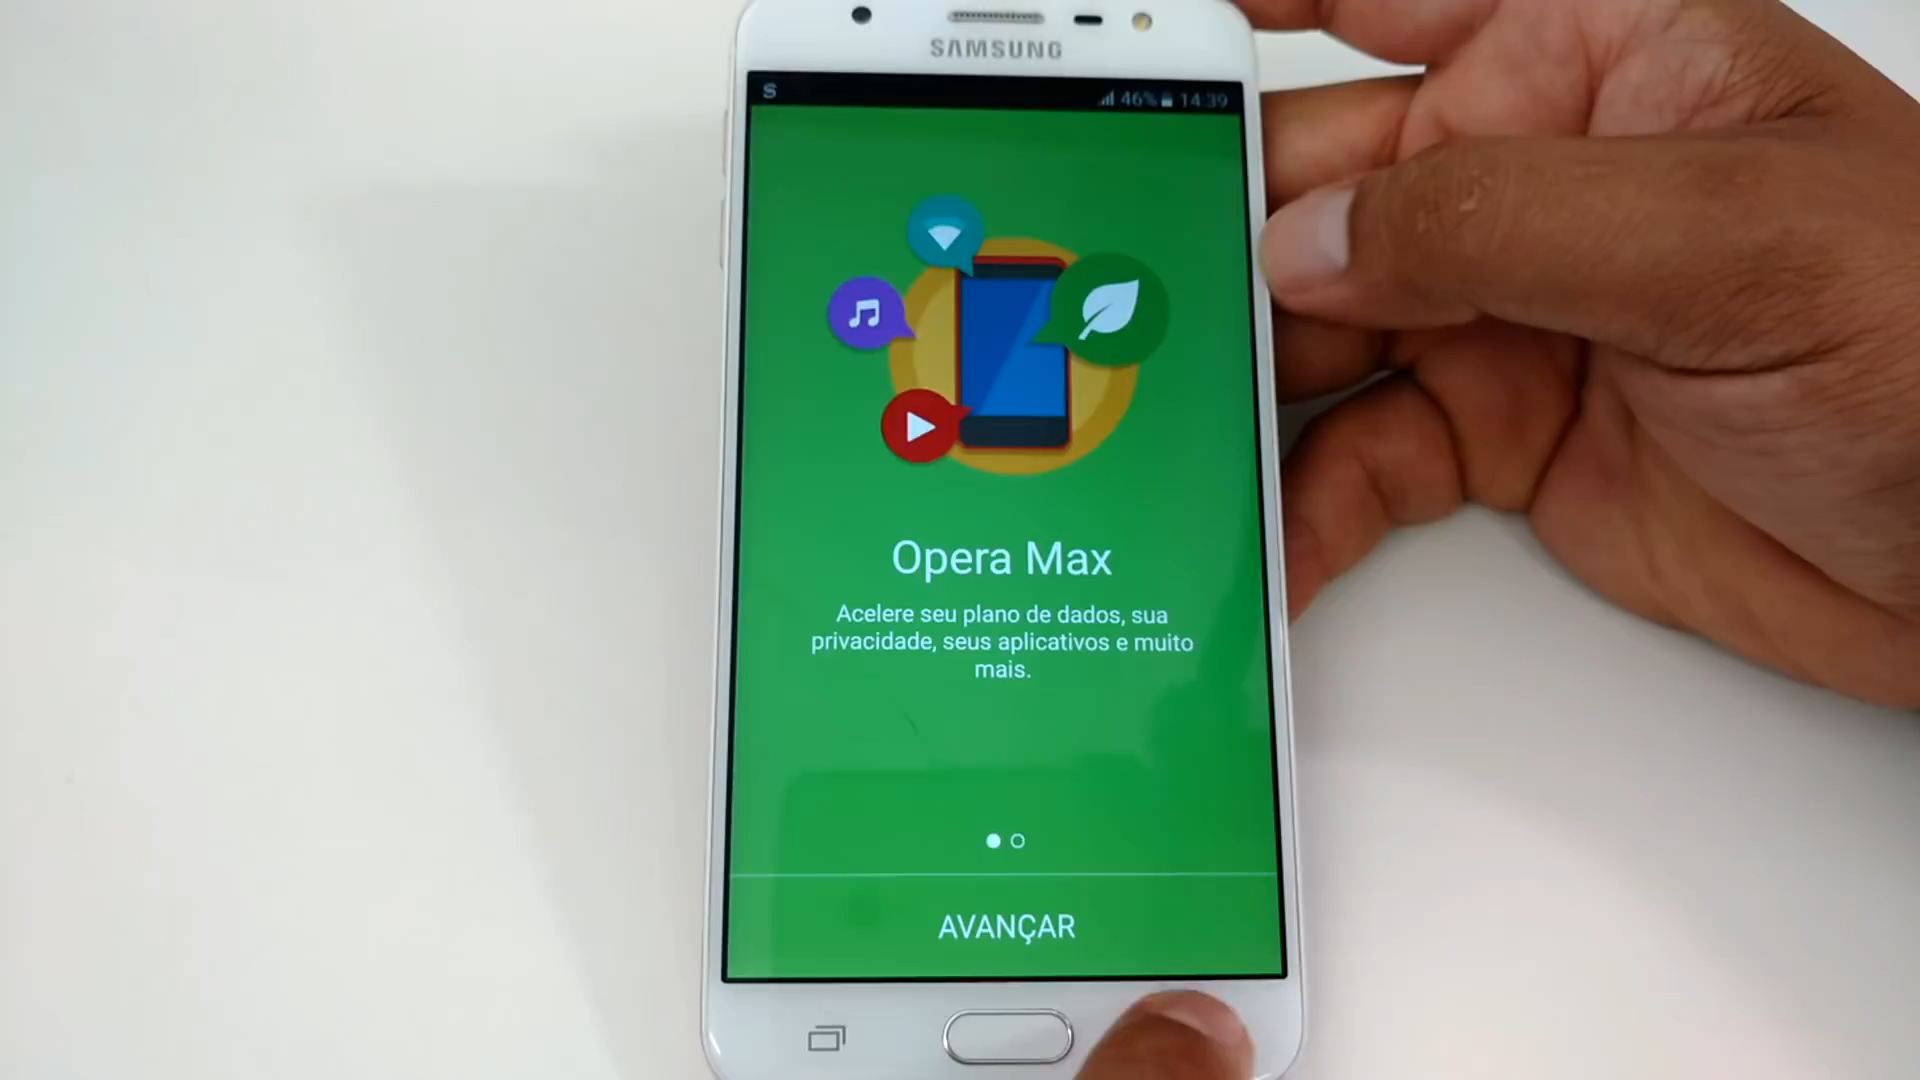 SAMSUNG
S 46% 14:39
Opera Max
Acelere seu plano de dados, sua
privacidade, seus aplicativos e muito
mais.
AVANÇAR